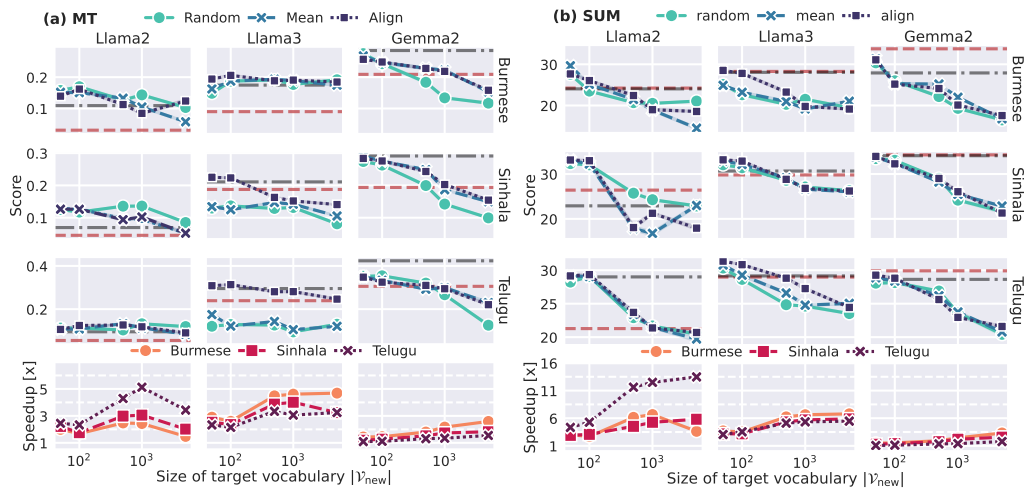 (a) MT
Random Mean Align
Llama2 Llama3 Gemma2
0.2
0.1
Burmese
0.3
0.2
0.1
Score
Sinhala
0.4
0.2
Telugu
Burmese Sinhala Telugu
5
3
1
Speedup [x]
10² 10³ 10² 10³ 10² 10³
Size of target vocabulary |𝒱new|
(b) SUM
random mean align
Llama2 Llama3 Gemma2
30
20
Burmese
30
20
Score
Sinhala
30
25
20
Telugu
Burmese Sinhala Telugu
16
11
6
1
Speedup [x]
10² 10³ 10² 10³ 10² 10³
Size of target vocabulary |𝒱new|